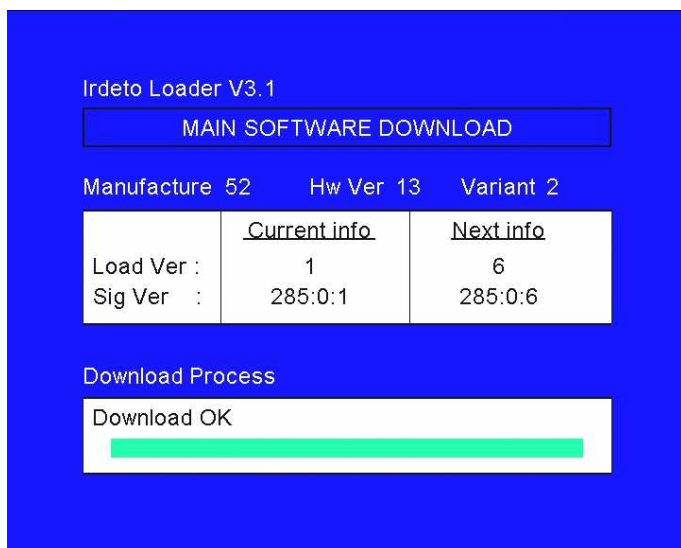 Irdeto Loader V3.1
MAIN SOFTWARE DOWNLOAD
Manufacture 52 Hw Ver 13 Variant 2
Current info Next info
Load Ver : 1 6
Sig Ver : 285:0:1 285:0:6
Download Process
Download OK